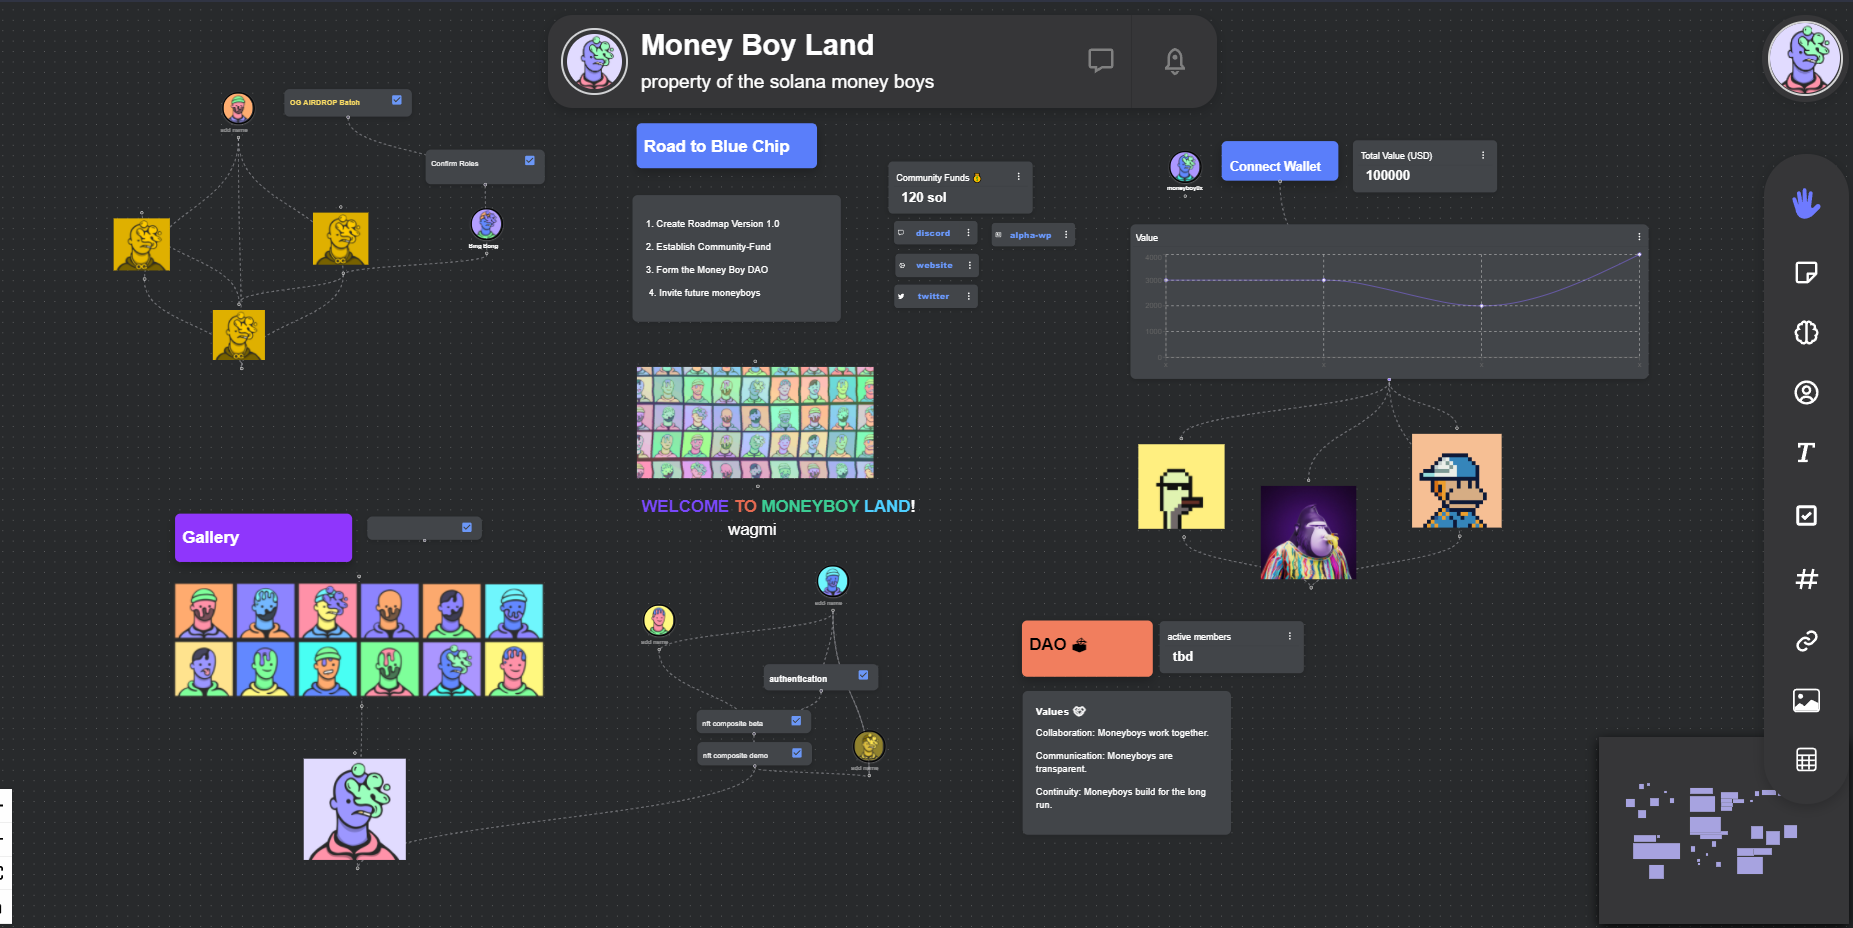 Money Boy Land
property of the solana money boys
OG AIRDROP Batch
add name
Confirm Roles
Bing Bong
Road to Blue Chip
1. Create Roadmap Version 1.0
2. Establish Community-Fund
3. Form the Money Boy DAO
4. Invite future moneyboys
Community Funds 💰
120 sol
discord
alpha-wp
website
twitter
Connect Wallet
Total Value (USD)
100000
Value
4000
3000
2000
1000
0
WELCOME TO MONEYBOY LAND!
wagmi
Gallery
add name
add name
authentication
nft composite beta
nft composite demo
add name
DAO
active members
tbd
Values
Collaboration: Moneyboys work together.
Communication: Moneyboys are
transparent.
Continuity: Moneyboys build for the long
run.
T
#